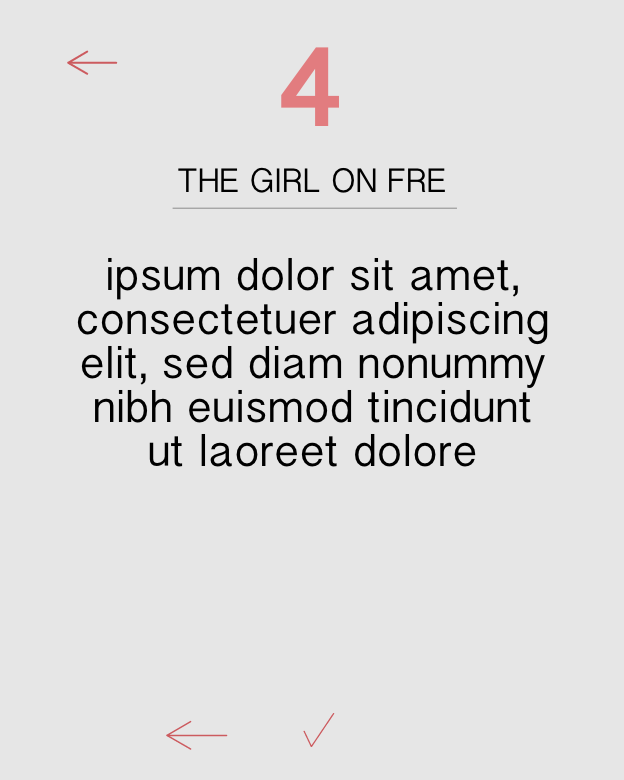 4
THE GIRL ON FRE
ipsum dolor sit amet,
consectetuer adipiscing
elit, sed diam nonummy
nibh euismod tincidunt
ut laoreet dolore